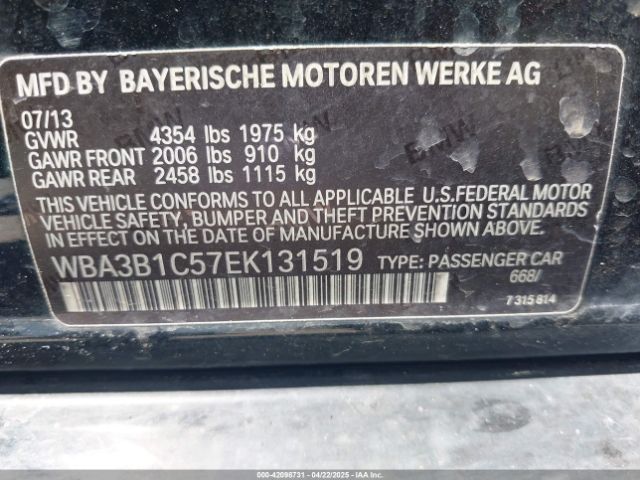 MFD BY BAYERISCHE MOTOREN WERKE AG
07/13
GVWR 4354 lbs 1975 kg
GAWR FRONT 2006 lbs 910 kg
GAWR REAR 2458 lbs 1115 kg
THIS VEHICLE CONFORMS TO ALL APPLICABLE U.S.FEDERAL MOTOR
VEHICLE SAFETY, BUMPER AND THEFT PREVENTION STANDARDS
IN EFFECT ON THE DATE OF MANUFACTURE SHOWN ABOVE.
WBA3B1C57EK131519 TYPE: PASSENGER CAR
668/
7 315 814
000-42098731 04/22/2025 IAAI.COM